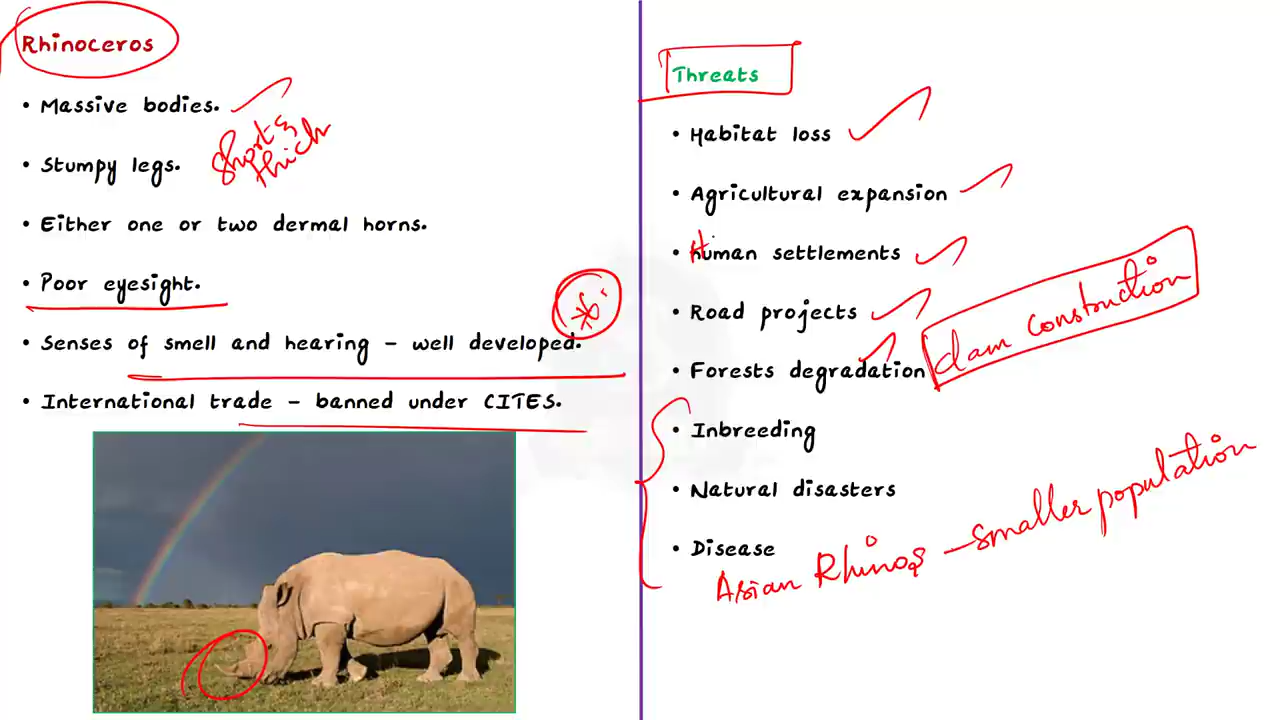 Rhinoceros
• Massive bodies.
short &
thick
• Stumpy legs.
• Either one or two dermal horns.
• Poor eyesight.
• Senses of smell and hearing – well developed.
• International trade – banned under CITES.
Threats
• Habitat loss
• Agricultural expansion
• Human settlements
• Road projects
dam construction
• Forests degradation
• Inbreeding
• Natural disasters
• Disease
Asian Rhinos – smaller population